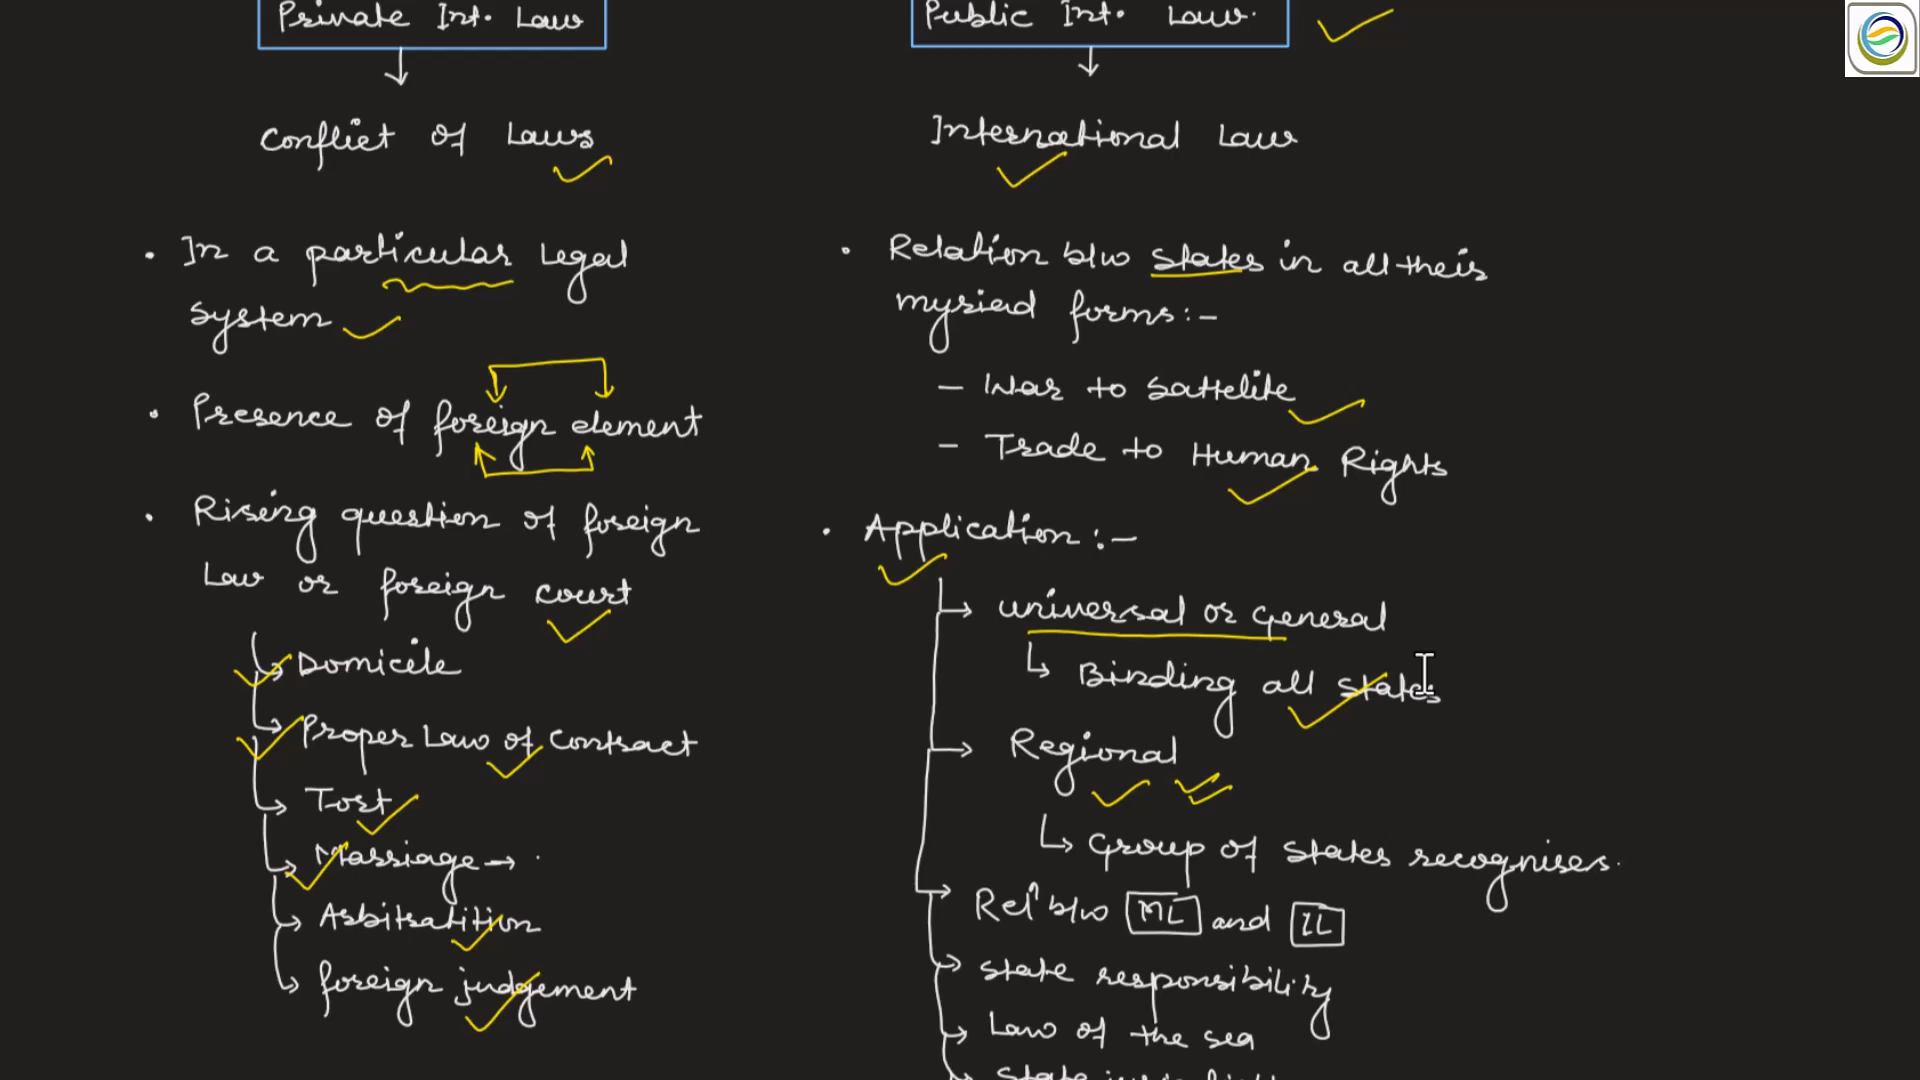 Private Int. Law
Conflict of Laws
• In a particular Legal
system
• Presence of foreign element
• Rising question of foreign
Law or foreign court
↳ Domicile
↳ Proper Law of contract
↳ Tort
↳ Marriage → .
↳ Arbitratition
↳ foreign judgement
Public Int. Law.
International Law
• Relation b/w states in all their
myriad forms:-
- War to Sattelite
- Trade to Human Rights
• Application :-
↳ universal or general
↳ Binding all states
→ Regional
↳ Group of states recognises.
→ Relⁿ b/w ML and IL
→ state responsibility
→ Law of the sea